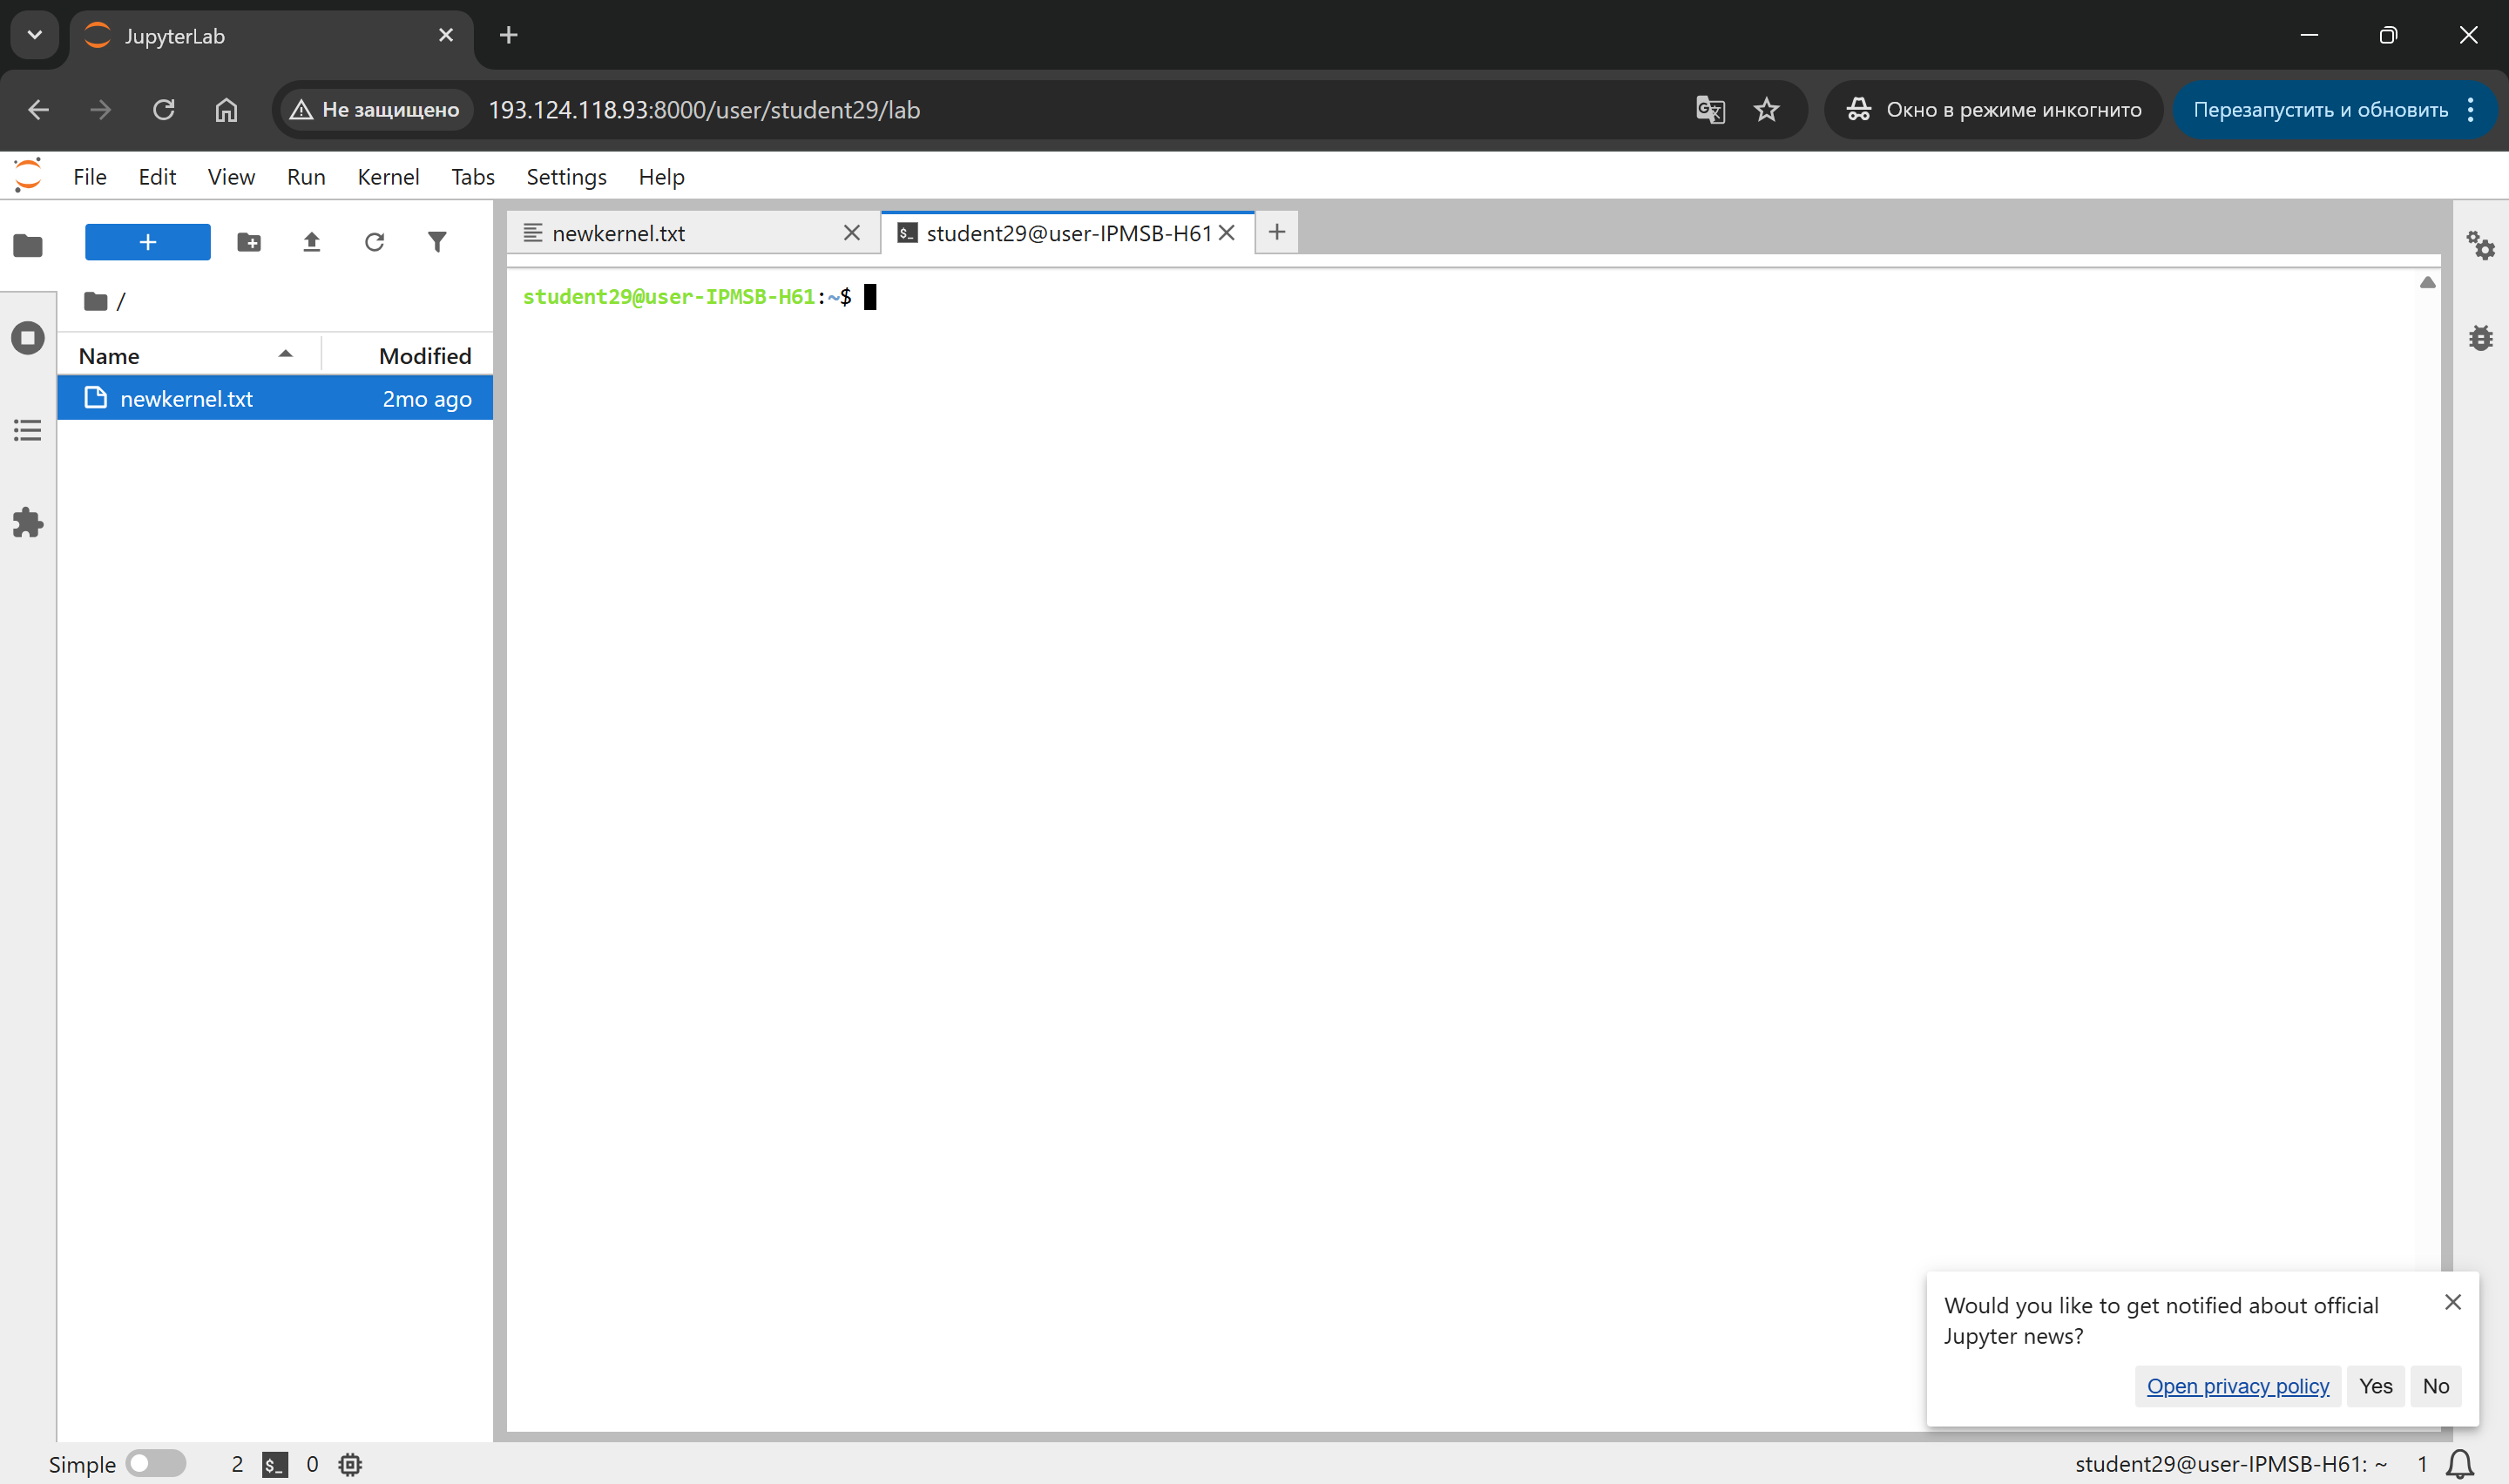 JupyterLab
Не защищено
193.124.118.93:8000/user/student29/lab
Окно в режиме инкогнито
Перезапустить и обновить
File Edit View Run Kernel Tabs Settings Help
newkernel.txt
student29@user-IPMSB-H61
/
student29@user-IPMSB-H61:~$
Name Modified
newkernel.txt 2mo ago
Would you like to get notified about official
Jupyter news?
Open privacy policy Yes No
Simple 2 $_ 0 student29@user-IPMSB-H61: ~ 1